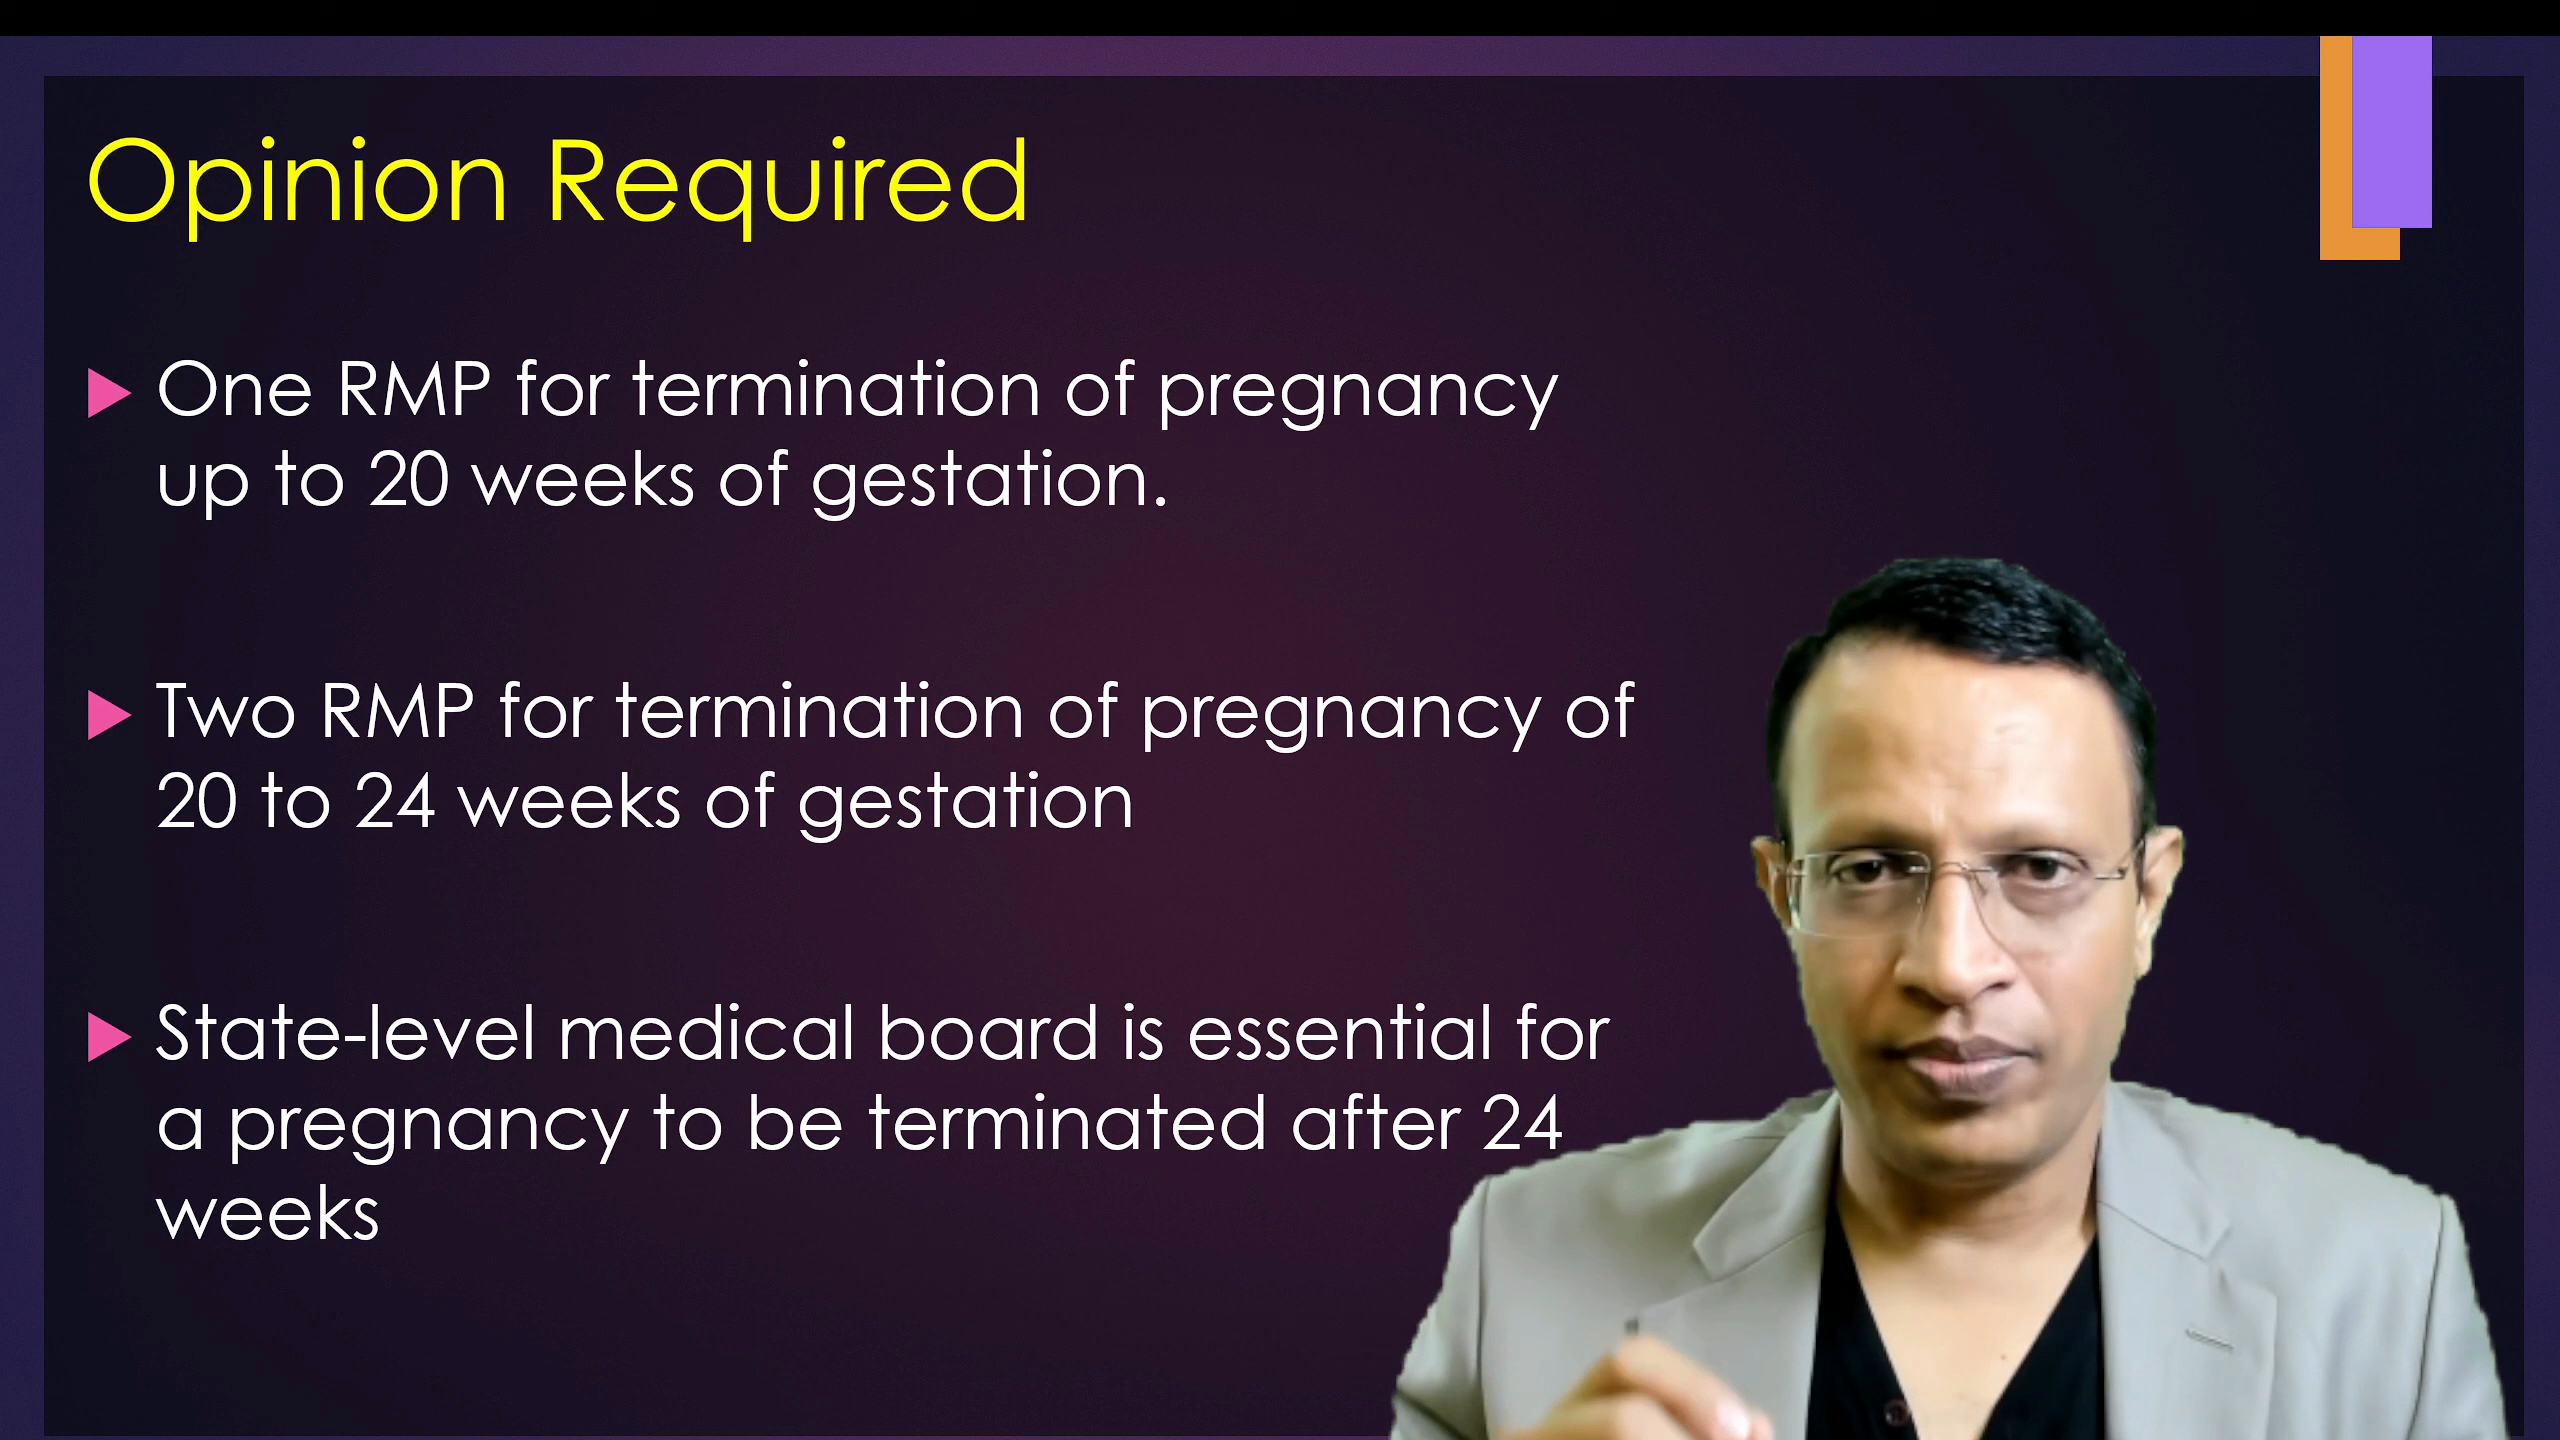 Opinion Required
One RMP for termination of pregnancy
up to 20 weeks of gestation.
Two RMP for termination of pregnancy of
20 to 24 weeks of gestation
State-level medical board is essential for
a pregnancy to be terminated after 24
weeks